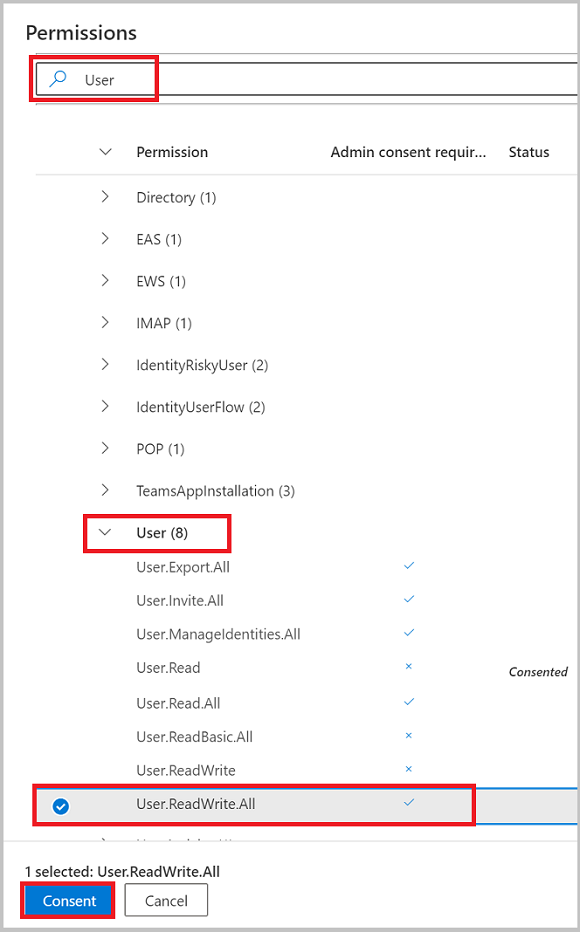 Permissions
User
Permission Admin consent requir... Status
Directory (1)
EAS (1)
EWS (1)
IMAP (1)
IdentityRiskyUser (2)
IdentityUserFlow (2)
POP (1)
TeamsAppInstallation (3)
User (8)
User.Export.All
User.Invite.All
User.ManageIdentities.All
User.Read Consented
User.Read.All
User.ReadBasic.All
User.ReadWrite
User.ReadWrite.All
1 selected: User.ReadWrite.All
Consent Cancel